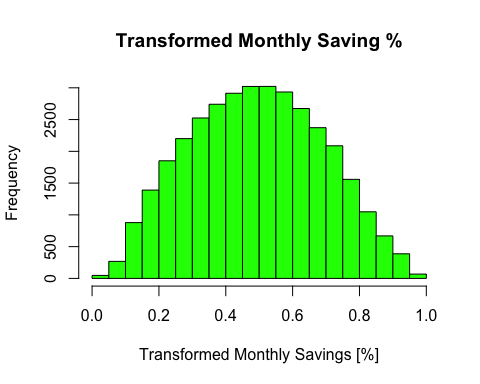 Transformed Monthly Saving %
Frequency
2500
1500
500
0
0.0 0.2 0.4 0.6 0.8 1.0
Transformed Monthly Savings [%]